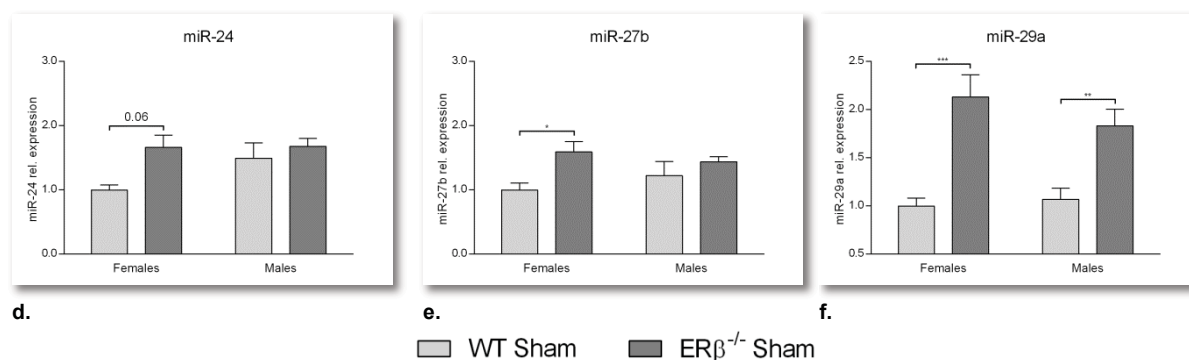 miR-24
miR-24 rel. expression
3.0
2.0
1.0
0.0
0.06
Females
Males
d.
miR-27b
miR-27b rel. expression
3.0
2.0
1.0
0.0
*
Females
Males
e.
miR-29a
miR-29a rel. expression
2.5
2.0
1.5
1.0
0.5
***
**
Females
Males
f.
WT Sham
ERβ-/- Sham